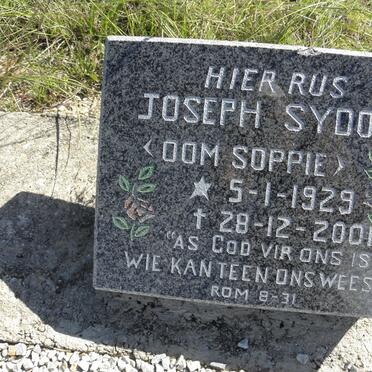 HIER RUS
JOSEPH SYDO
<OOM SOPPIE>
★ 5-1-1929
† 28-12-2001
"AS GOD VIR ONS IS
WIE KAN TEEN ONS WEES
ROM 8-31